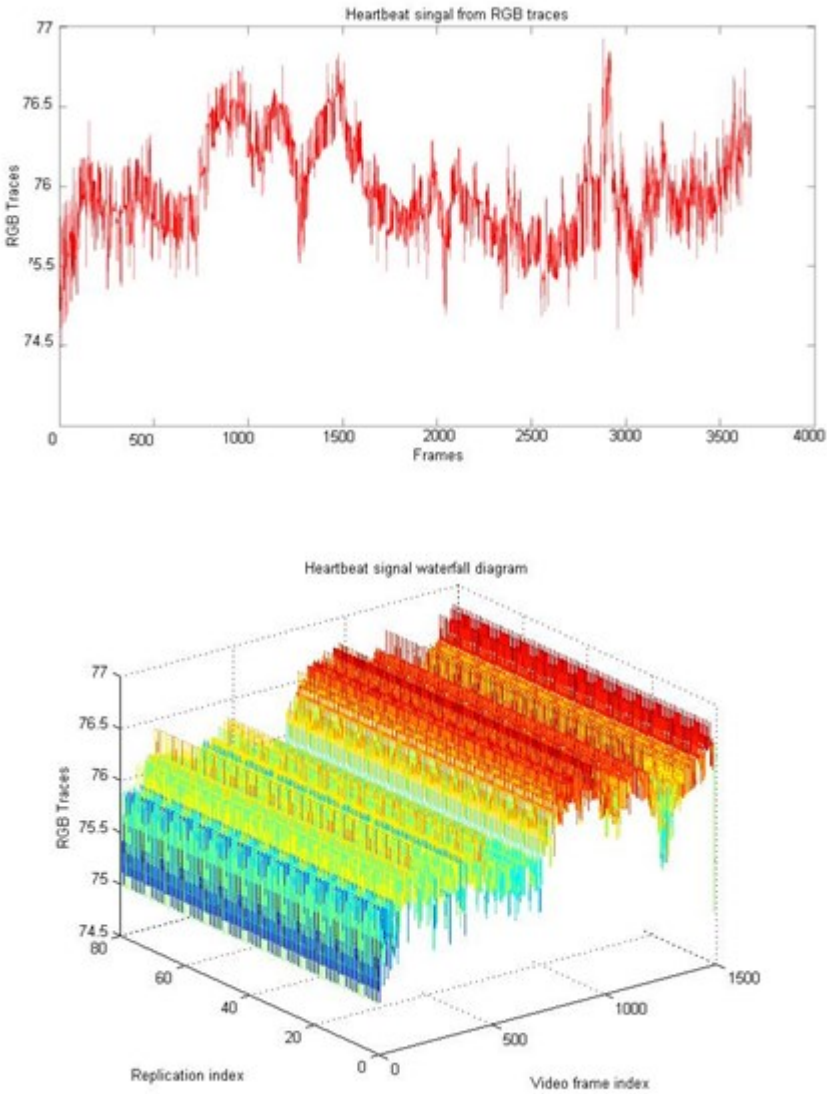 Heartbeat singal from RGB traces
77
76.5
76
75.5
74.5
RGB Traces
0 500 1000 1500 2000 2500 3000 3500 4000
Frames
Heartbeat signal waterfall diagram
77
76.5
76
75.5
75
74.5
RGB Traces
80 60 40 20 0
Replication index
0 500 1000 1500
Video frame index